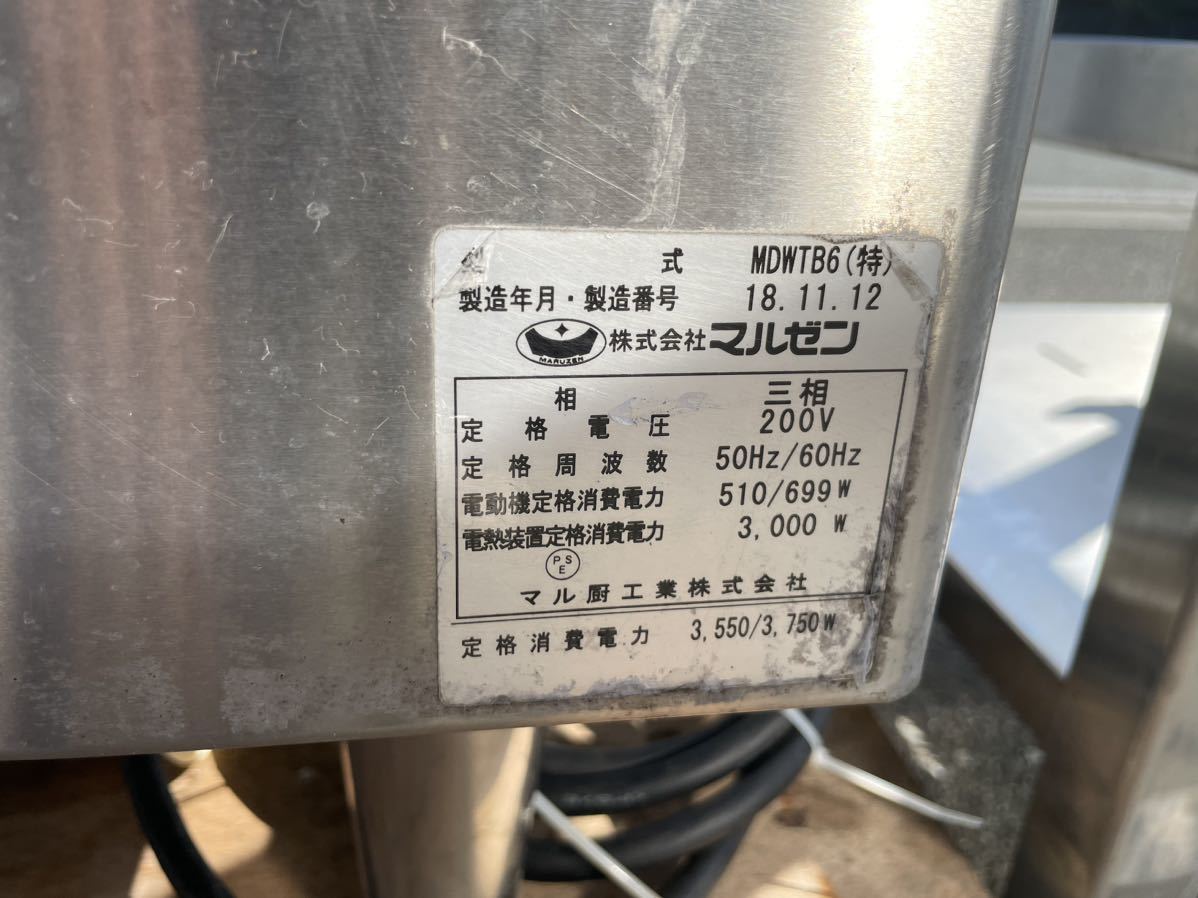 型 式 MDWTB6(特)
製造年月・製造番号 18.11.12
MARUZEN 株式会社マルゼン
相 三相
定格電圧 200V
定格周波数 50Hz/60Hz
電動機定格消費電力 510/699W
電熱装置定格消費電力 3,000 W
PSE
マル厨工業株式会社
定格消費電力 3,550/3,750W